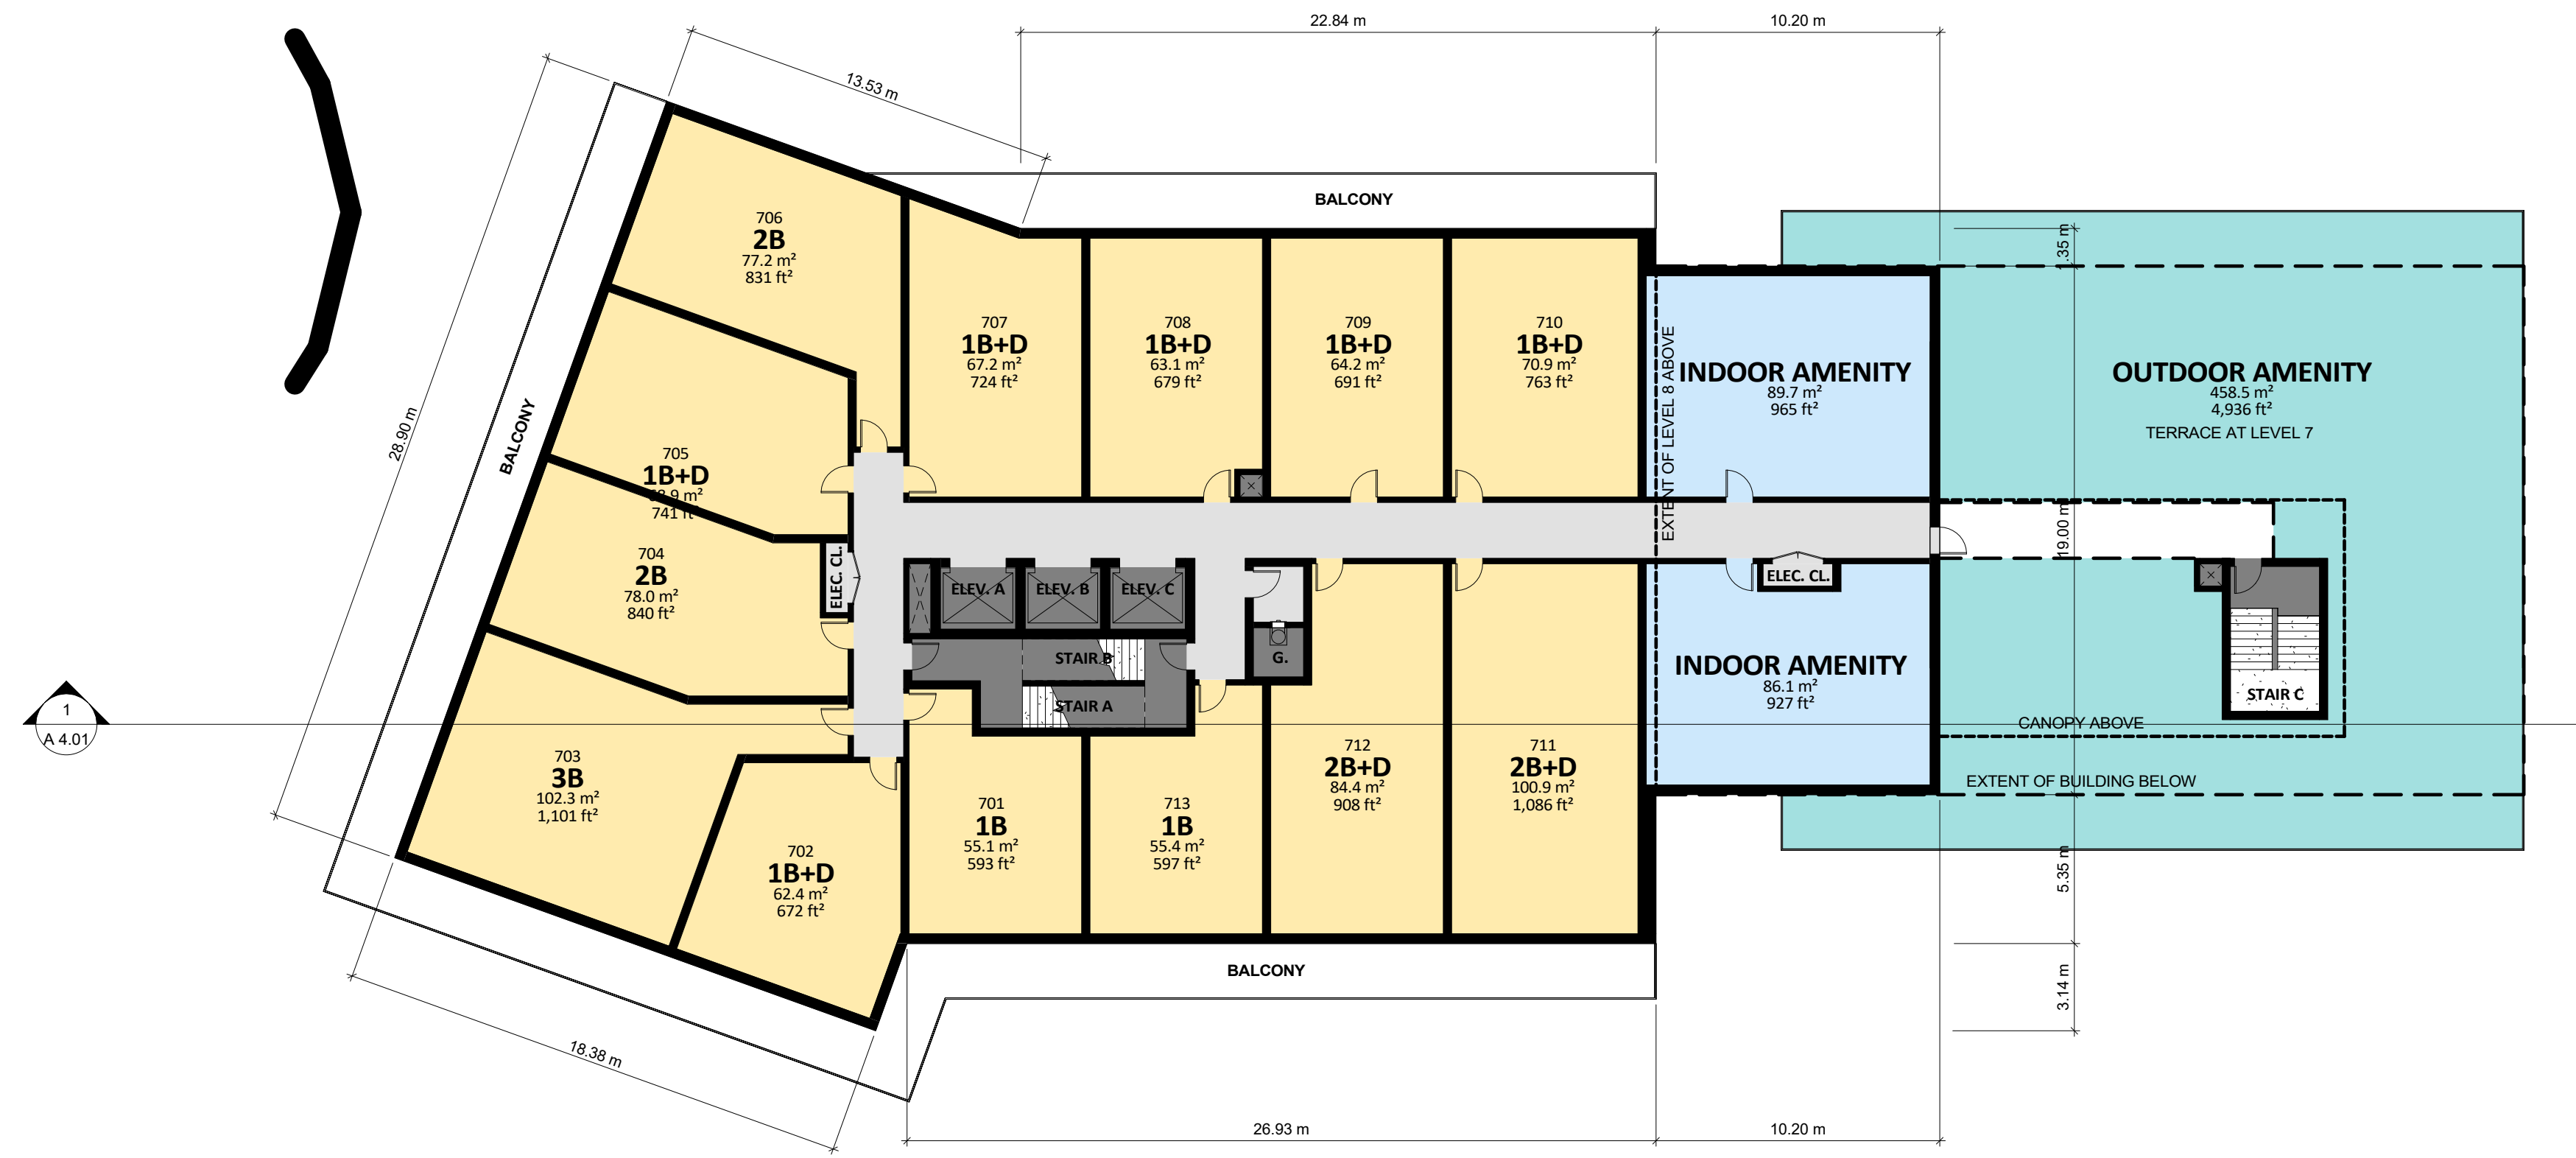 22.84 m
10.20 m
13.53 m
28.90 m
BALCONY
BALCONY
706
2B
77.2 m²
831 ft²
707
1B+D
67.2 m²
724 ft²
708
1B+D
63.1 m²
679 ft²
709
1B+D
64.2 m²
691 ft²
710
1B+D
70.9 m²
763 ft²
EXTENT OF LEVEL 8 ABOVE
INDOOR AMENITY
89.7 m²
965 ft²
OUTDOOR AMENITY
458.5 m²
4,936 ft²
TERRACE AT LEVEL 7
19.00 m
705
1B+D
741 ft²
704
2B
78.0 m²
840 ft²
ELEC. CL.
ELEV. A
ELEV. B
ELEV. C
ELEC. CL.
STAIR B
G.
STAIR A
INDOOR AMENITY
86.1 m²
927 ft²
STAIR C
CANOPY ABOVE
EXTENT OF BUILDING BELOW
1
A 4.01
703
3B
102.3 m²
1,101 ft²
702
1B+D
62.4 m²
672 ft²
701
1B
55.1 m²
593 ft²
713
1B
55.4 m²
597 ft²
712
2B+D
84.4 m²
908 ft²
711
2B+D
100.9 m²
1,086 ft²
5.35 m
3.14 m
BALCONY
18.38 m
26.93 m
10.20 m